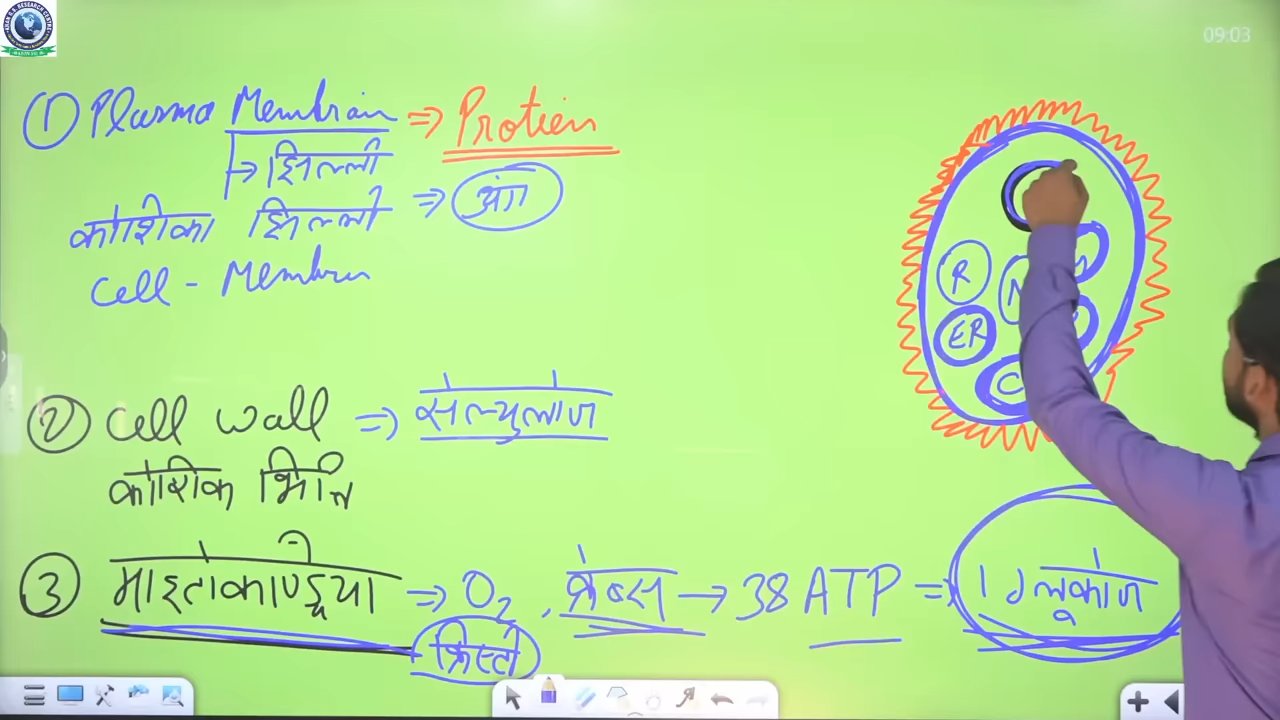 09:03
① Plasma Membrain ⇒ Protien
→ झिल्ली
कोशिका झिल्ली ⇒ अंग
Cell - Membran
R
N
ER
C
② Cell wall ⇒ सेल्युलोज
कोशिक भित्ति
③ माइटोकाण्ड्रिया ⇒ O₂, क्रेब्स → 38 ATP ⇒ 1 ग्लूकोज
क्रिस्टी